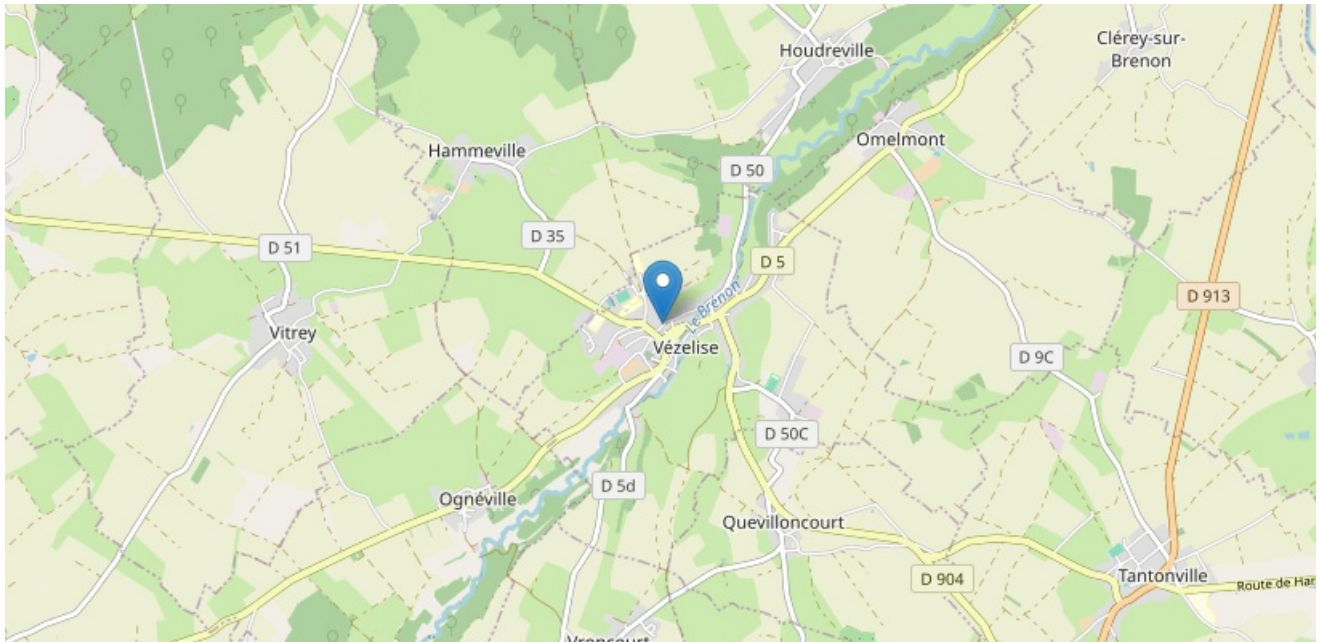 Houdreville
Clérey-sur-
Brenon
Omelmont
Hammeville
D 50
D 35
D 51
D 5
Le Brénon
D 913
Vitrey
Vézelise
D 9C
D 50C
D 5d
Ognéville
Quevilloncourt
D 904
Tantonville
Route de Har
Vroncourt